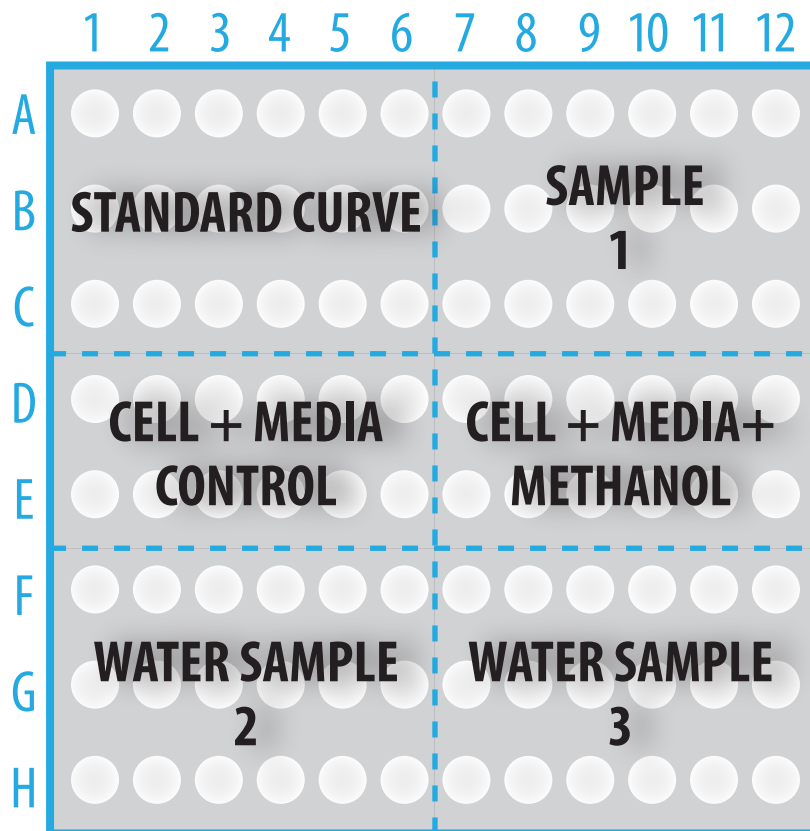 1 2 3 4 5 6 7 8 9 10 11 12
A
B
C
D
E
F
G
H
STANDARD CURVE
SAMPLE
1
CELL + MEDIA
CONTROL
CELL + MEDIA+
METHANOL
WATER SAMPLE
2
WATER SAMPLE
3